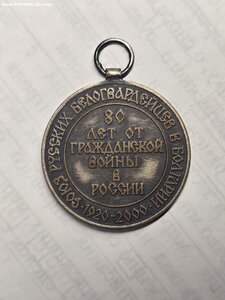 СОЮЗ РУССКИХ БЕЛОГВАРДЕЙЦЕВ В БОЛГАРИИ
80
ЛЕТ ОТ
ГРАЖДАНСКОЙ
ВОЙНЫ
В
РОССИИ
·1920-2000·